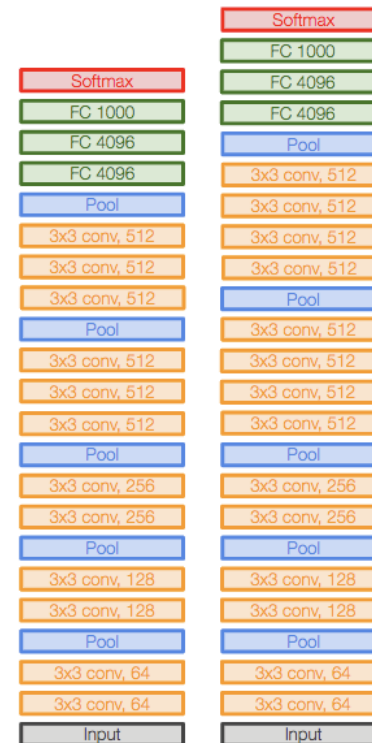 Softmax
FC 1000
FC 4096
FC 4096
Pool
3x3 conv, 512
3x3 conv, 512
3x3 conv, 512
Pool
3x3 conv, 512
3x3 conv, 512
3x3 conv, 512
Pool
3x3 conv, 256
3x3 conv, 256
Pool
3x3 conv, 128
3x3 conv, 128
Pool
3x3 conv, 64
3x3 conv, 64
Input
Softmax
FC 1000
FC 4096
FC 4096
Pool
3x3 conv, 512
3x3 conv, 512
3x3 conv, 512
3x3 conv, 512
Pool
3x3 conv, 512
3x3 conv, 512
3x3 conv, 512
3x3 conv, 512
Pool
3x3 conv, 256
3x3 conv, 256
Pool
3x3 conv, 128
3x3 conv, 128
Pool
3x3 conv, 64
3x3 conv, 64
Input